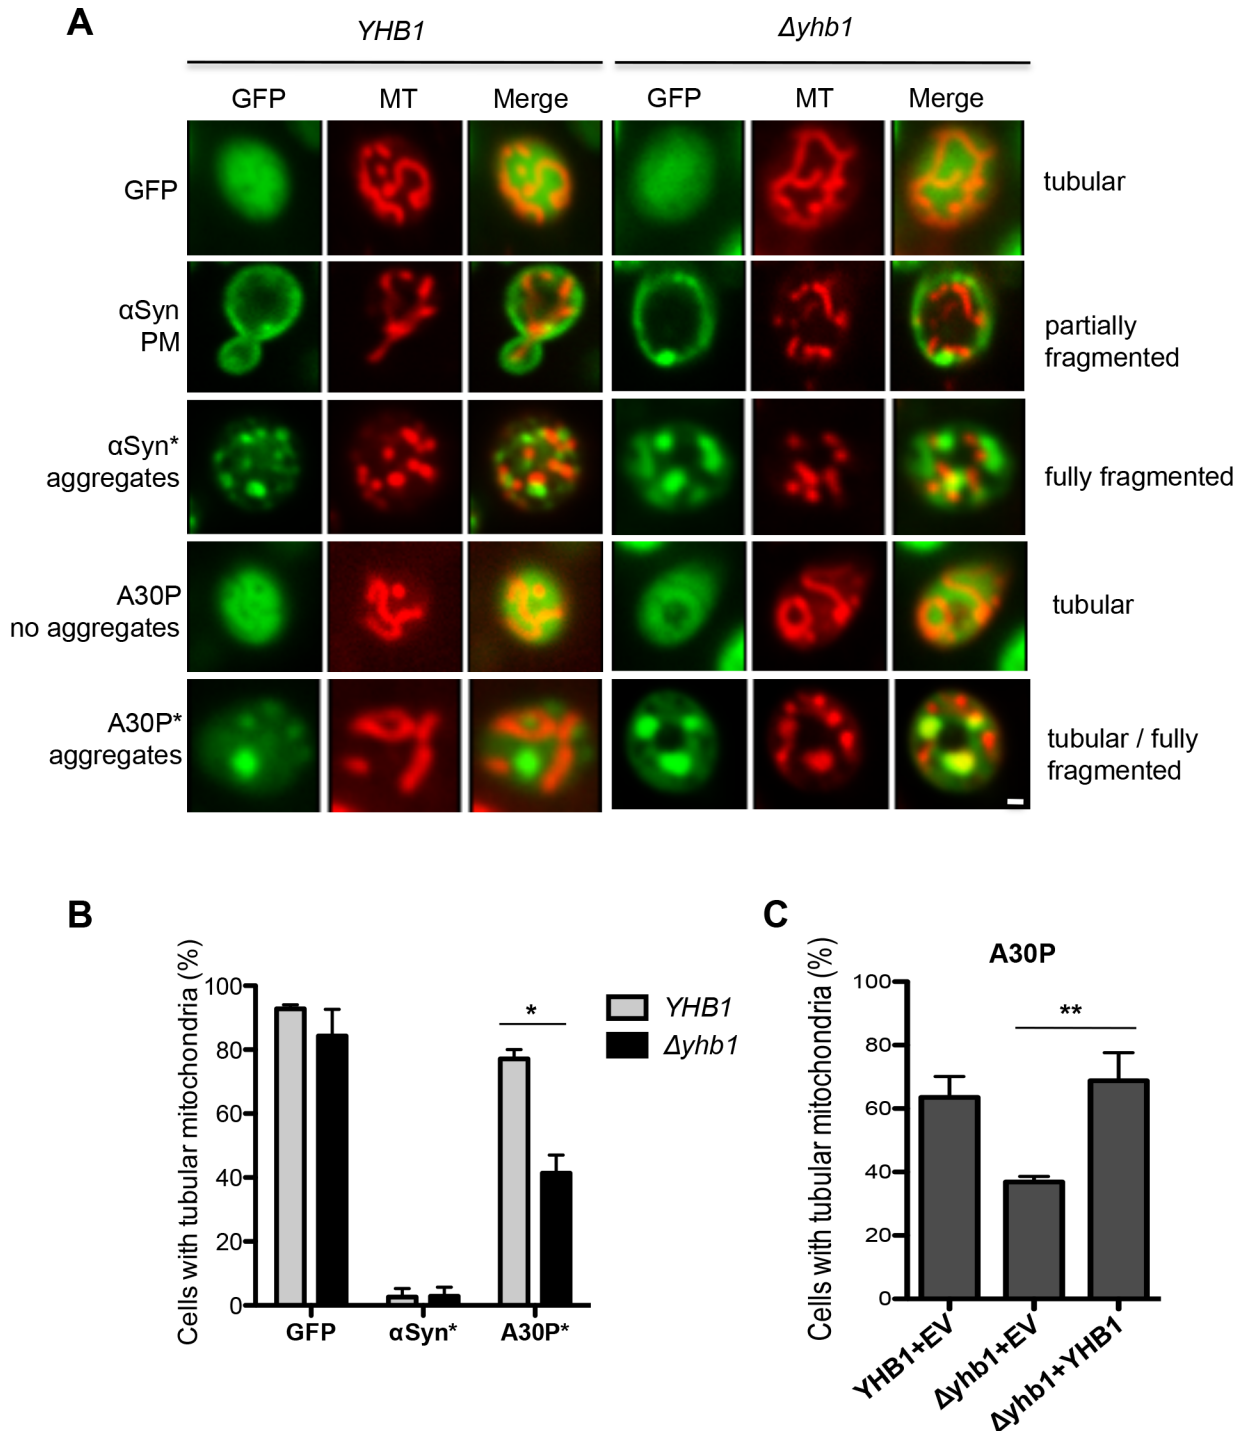 A
YHB1
Δyhb1
GFP
MT
Merge
GFP
MT
Merge
GFP
tubular
αSyn
PM
partially
fragmented
αSyn*
aggregates
fully fragmented
A30P
no aggregates
tubular
A30P*
aggregates
tubular / fully
fragmented
B
Cells with tubular mitochondria (%)
100
80
60
40
20
0
*
YHB1
Δyhb1
GFP
αSyn*
A30P*
C
A30P
Cells with tubular mitochondria (%)
100
80
60
40
20
0
**
YHB1+EV
Δyhb1+EV
Δyhb1+YHB1